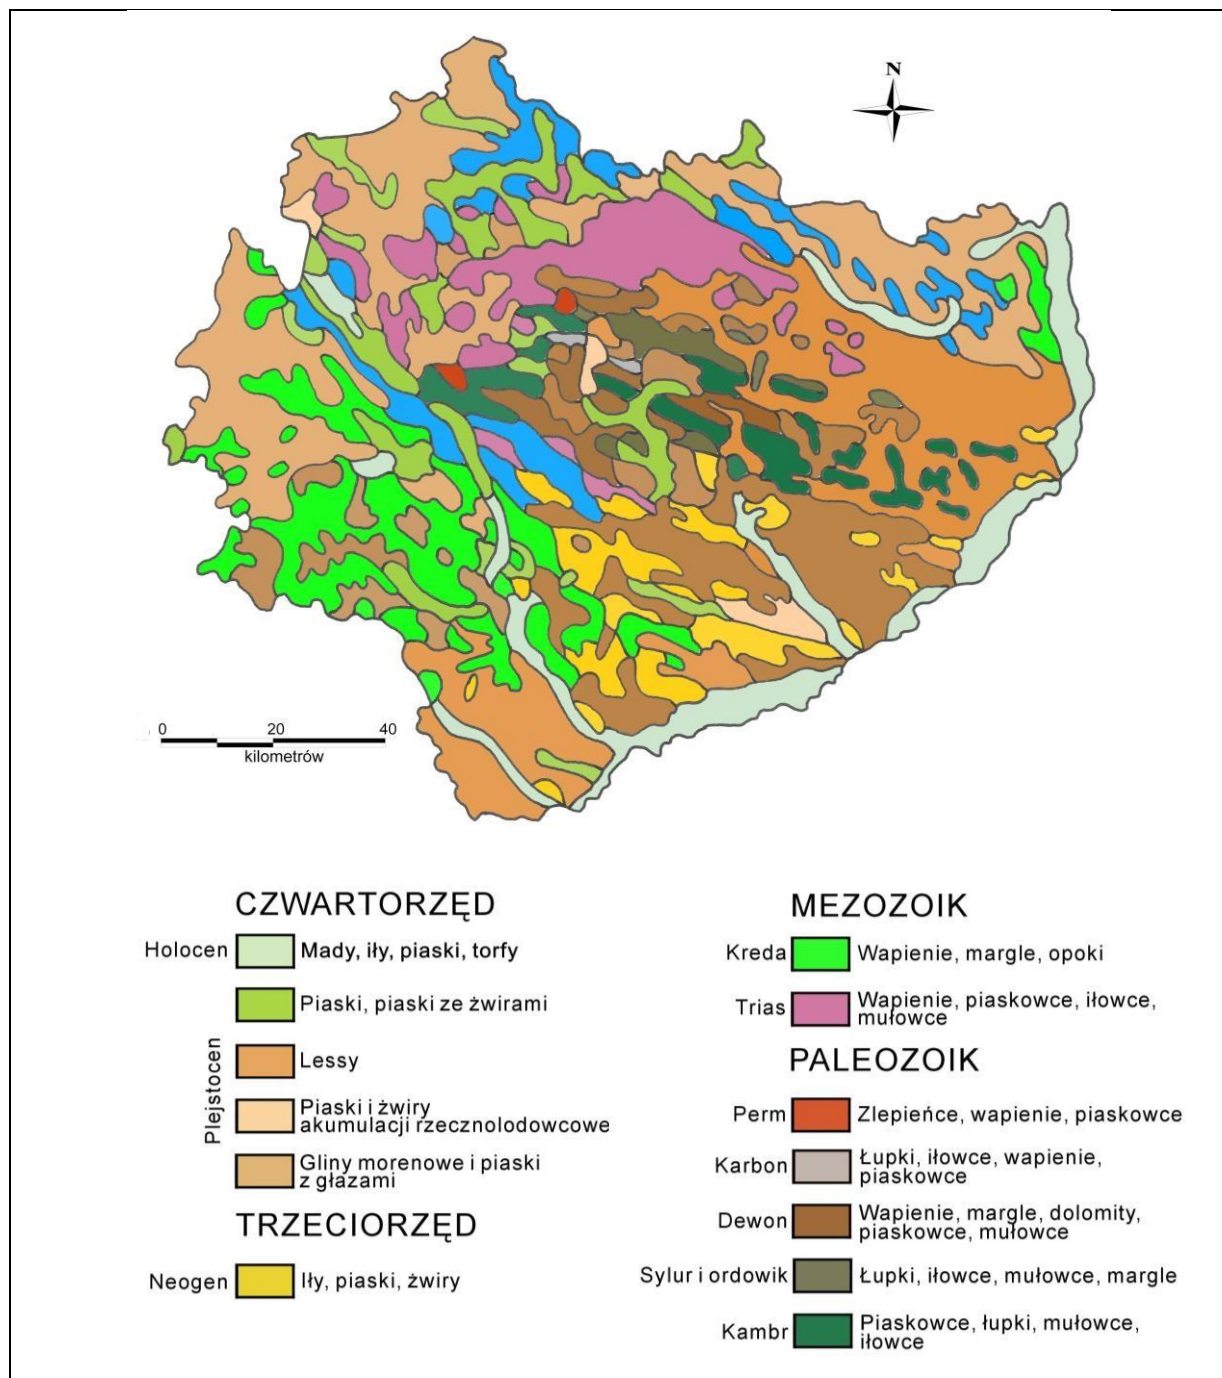 N
0 20 40
kilometrów
CZWARTORZĘD
Holocen
Mady, iły, piaski, torfy
Plejstocen
Piaski, piaski ze żwirami
Lessy
Piaski i żwiry
akumulacji rzecznolodowcowe
Gliny morenowe i piaski
z głazami
TRZECIORZĘD
Neogen
Iły, piaski, żwiry
MEZOZOIK
Kreda
Wapienie, margle, opoki
Trias
Wapienie, piaskowce, iłowce,
mułowce
PALEOZOIK
Perm
Zlepieńce, wapienie, piaskowce
Karbon
Łupki, iłowce, wapienie,
piaskowce
Dewon
Wapienie, margle, dolomity,
piaskowce, mułowce
Sylur i ordowik
Łupki, iłowce, mułowce, margle
Kambr
Piaskowce, łupki, mułowce,
iłowce